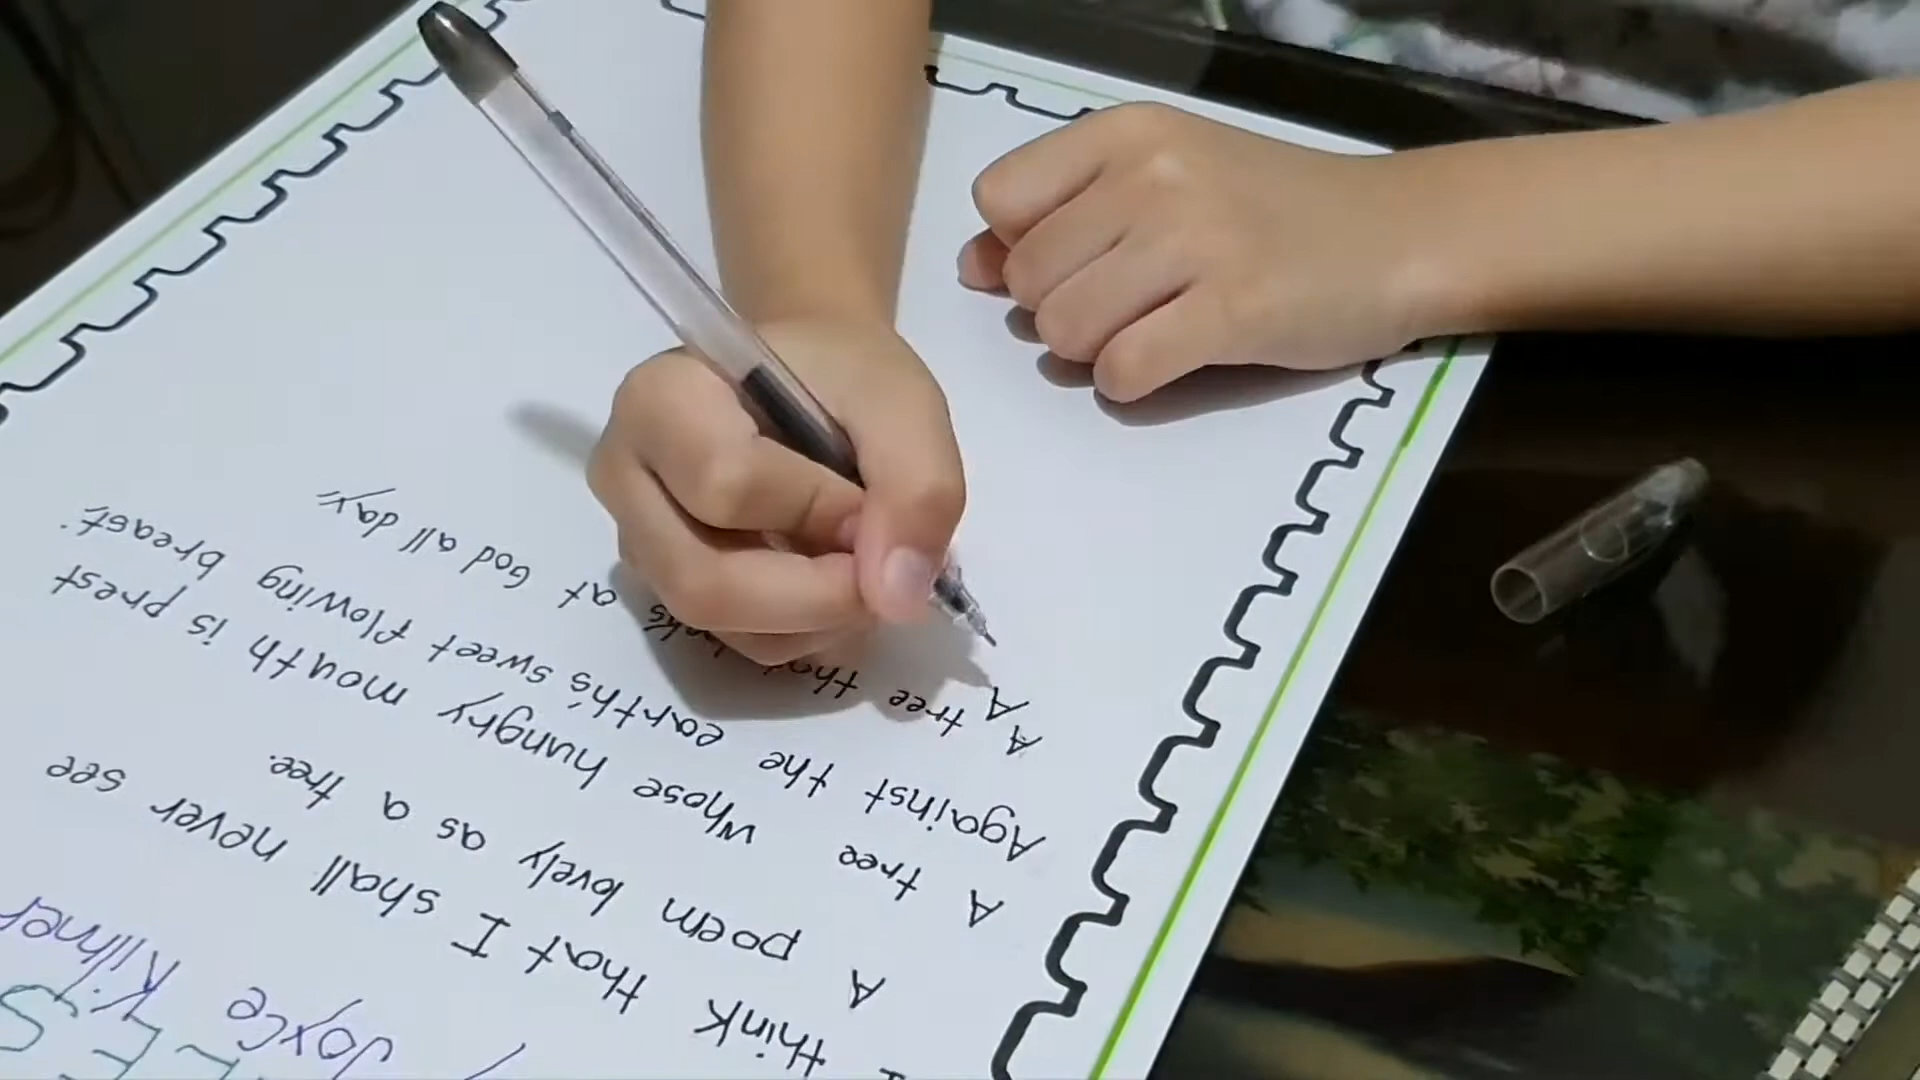 Joyce Kilmer
I think that I shall never see
A poem lovely as a tree.
A tree whose hungry mouth is prest
Against the earth's sweet flowing breast.
A tree that looks at God all day
A